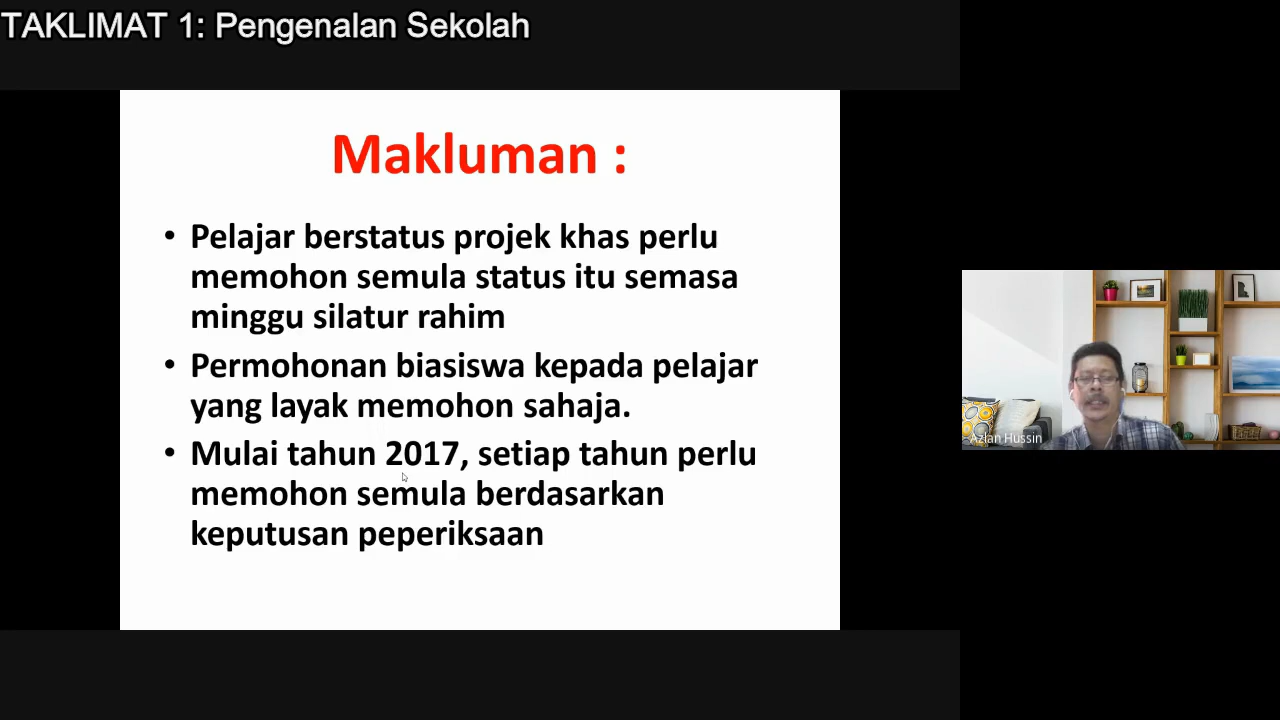 TAKLIMAT 1: Pengenalan Sekolah
Makluman :
• Pelajar berstatus projek khas perlu
memohon semula status itu semasa
minggu silatur rahim
• Permohonan biasiswa kepada pelajar
yang layak memohon sahaja.
• Mulai tahun 2017, setiap tahun perlu
memohon semula berdasarkan
keputusan peperiksaan
Azlan Hussin